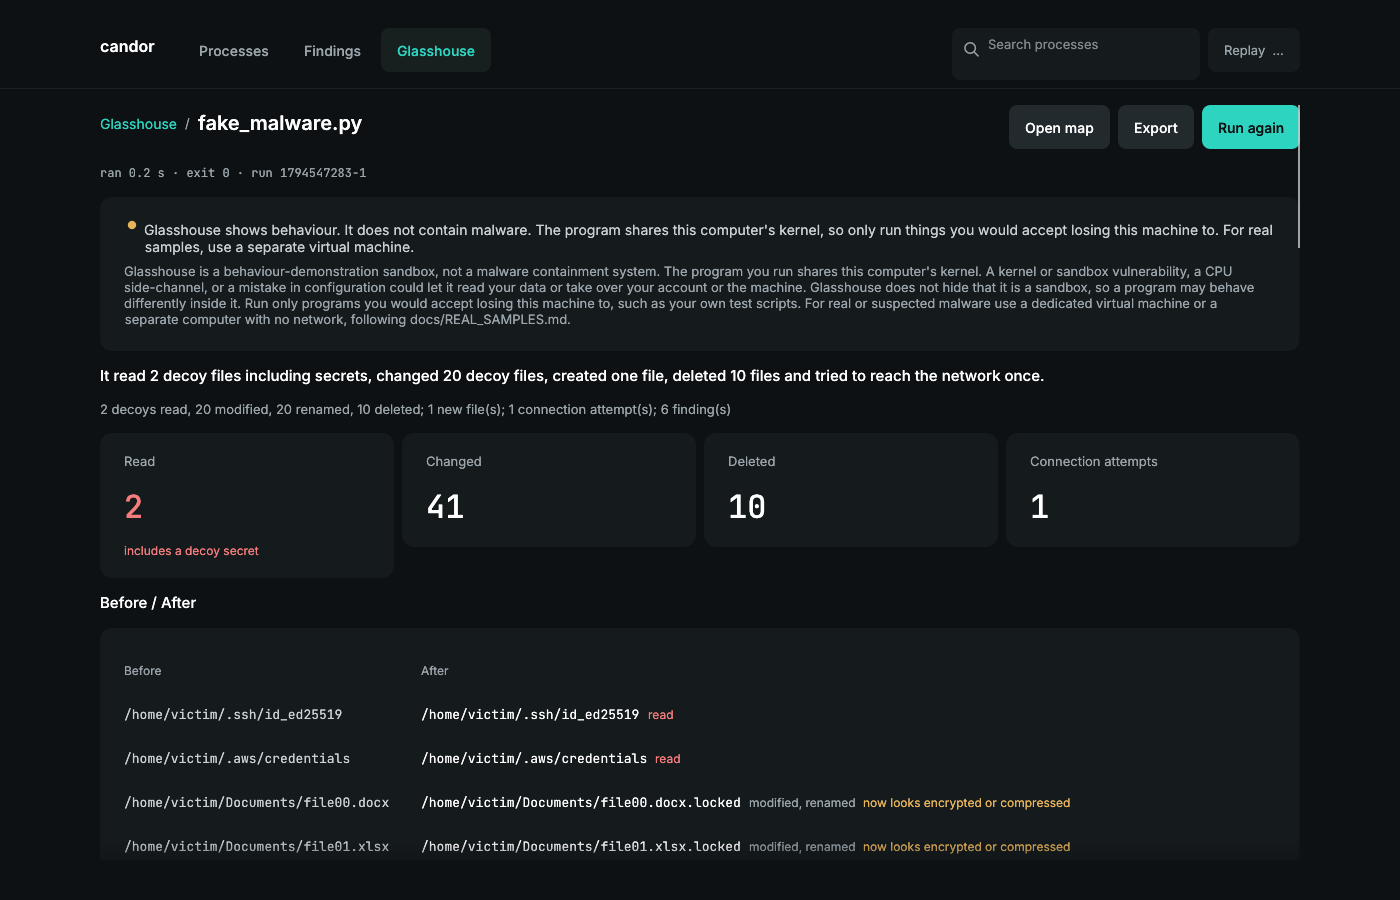 candor
Processes
Findings
Glasshouse
Search processes
Replay ...
Glasshouse / fake_malware.py
Open map
Export
Run again
ran 0.2 s · exit 0 · run 1794547283-1
Glasshouse shows behaviour. It does not contain malware. The program shares this computer's kernel, so only run things you would accept losing this machine to. For real
samples, use a separate virtual machine.
Glasshouse is a behaviour-demonstration sandbox, not a malware containment system. The program you run shares this computer's kernel. A kernel or sandbox vulnerability, a CPU
side-channel, or a mistake in configuration could let it read your data or take over your account or the machine. Glasshouse does not hide that it is a sandbox, so a program may behave
differently inside it. Run only programs you would accept losing this machine to, such as your own test scripts. For real or suspected malware use a dedicated virtual machine or a
separate computer with no network, following docs/REAL_SAMPLES.md.
It read 2 decoy files including secrets, changed 20 decoy files, created one file, deleted 10 files and tried to reach the network once.
2 decoys read, 20 modified, 20 renamed, 10 deleted; 1 new file(s); 1 connection attempt(s); 6 finding(s)
Read
2
includes a decoy secret
Changed
41
Deleted
10
Connection attempts
1
Before / After
Before After
/home/victim/.ssh/id_ed25519 /home/victim/.ssh/id_ed25519 read
/home/victim/.aws/credentials /home/victim/.aws/credentials read
/home/victim/Documents/file00.docx /home/victim/Documents/file00.docx.locked modified, renamed now looks encrypted or compressed
/home/victim/Documents/file01.xlsx /home/victim/Documents/file01.xlsx.locked modified, renamed now looks encrypted or compressed